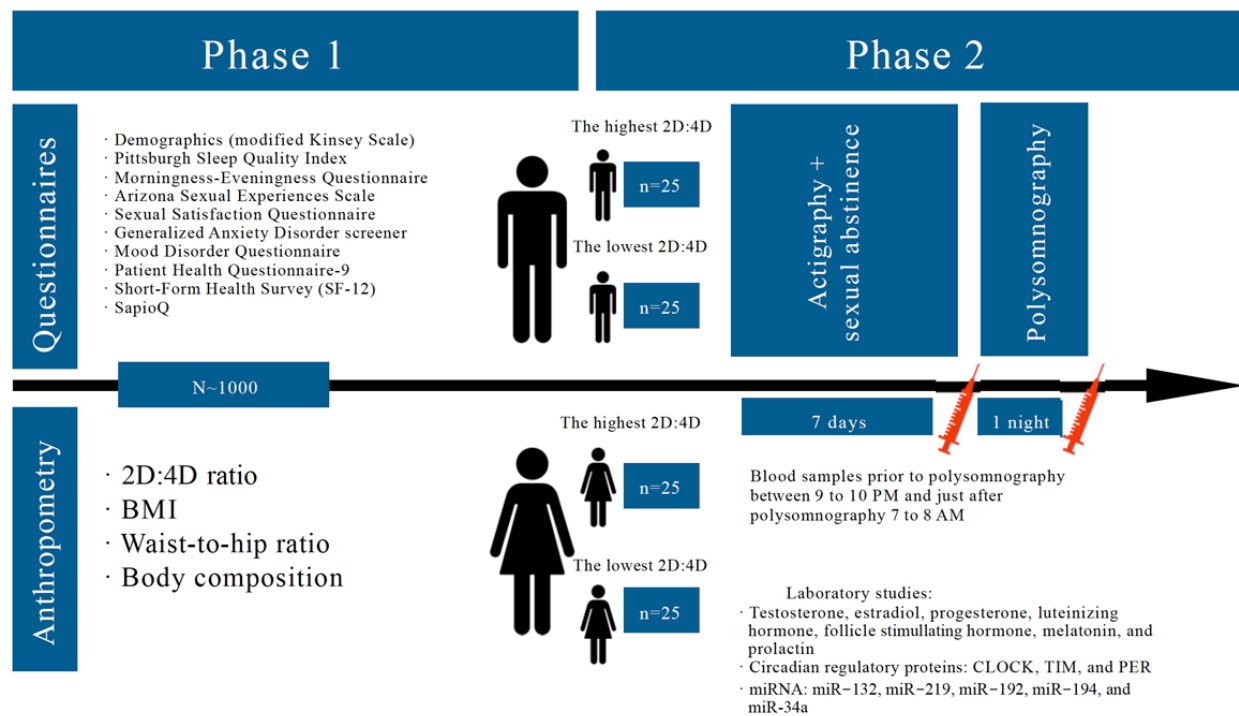 Phase 1
Phase 2
Questionnaires
· Demographics (modified Kinsey Scale)
· Pittsburgh Sleep Quality Index
· Morningness-Eveningness Questionnaire
· Arizona Sexual Experiences Scale
· Sexual Satisfaction Questionnaire
· Generalized Anxiety Disorder screener
· Mood Disorder Questionnaire
· Patient Health Questionnaire-9
· Short-Form Health Survey (SF-12)
· SapioQ
The highest 2D:4D
n=25
The lowest 2D:4D
n=25
Actigraphy +
sexual abstinence
Polysomnography
N~1000
Anthropometry
· 2D:4D ratio
· BMI
· Waist-to-hip ratio
· Body composition
The highest 2D:4D
n=25
The lowest 2D:4D
n=25
7 days
1 night
Blood samples prior to polysomnography
between 9 to 10 PM and just after
polysomnography 7 to 8 AM
Laboratory studies:
· Testosterone, estradiol, progesterone, luteinizing
hormone, follicle stimullating hormone, melatonin, and
prolactin
· Circadian regulatory proteins: CLOCK, TIM, and PER
· miRNA: miR−132, miR−219, miR−192, miR−194, and
miR-34a